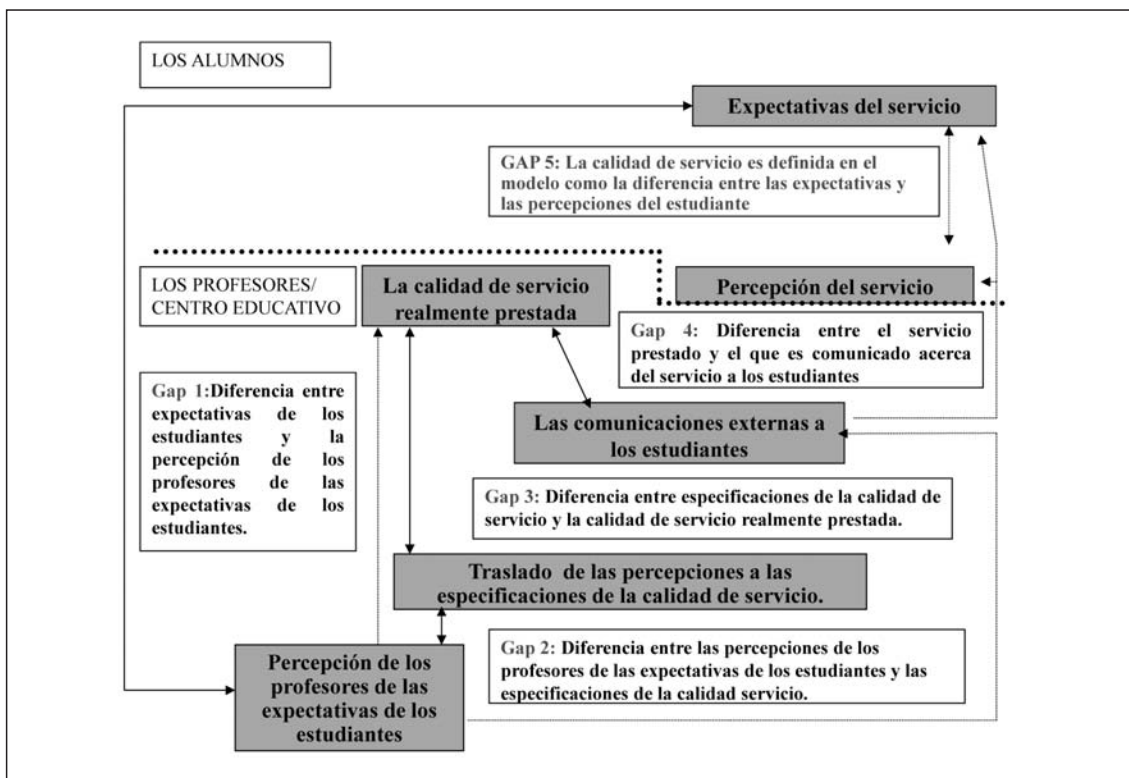 LOS ALUMNOS
Expectativas del servicio
GAP 5: La calidad de servicio es definida en el
modelo como la diferencia entre las expectativas y
las percepciones del estudiante
LOS PROFESORES/
CENTRO EDUCATIVO
La calidad de servicio
realmente prestada
Percepción del servicio
Gap 4: Diferencia entre el servicio
prestado y el que es comunicado acerca
del servicio a los estudiantes
Gap 1:Diferencia entre
expectativas de los
estudiantes y la
percepción de los
profesores de las
expectativas de los
estudiantes.
Las comunicaciones externas a
los estudiantes
Gap 3: Diferencia entre especificaciones de la calidad de
servicio y la calidad de servicio realmente prestada.
Traslado de las percepciones a las
especificaciones de la calidad de servicio.
Gap 2: Diferencia entre las percepciones de los
profesores de las expectativas de los estudiantes y las
especificaciones de la calidad servicio.
Percepción de los
profesores de las
expectativas de los
estudiantes